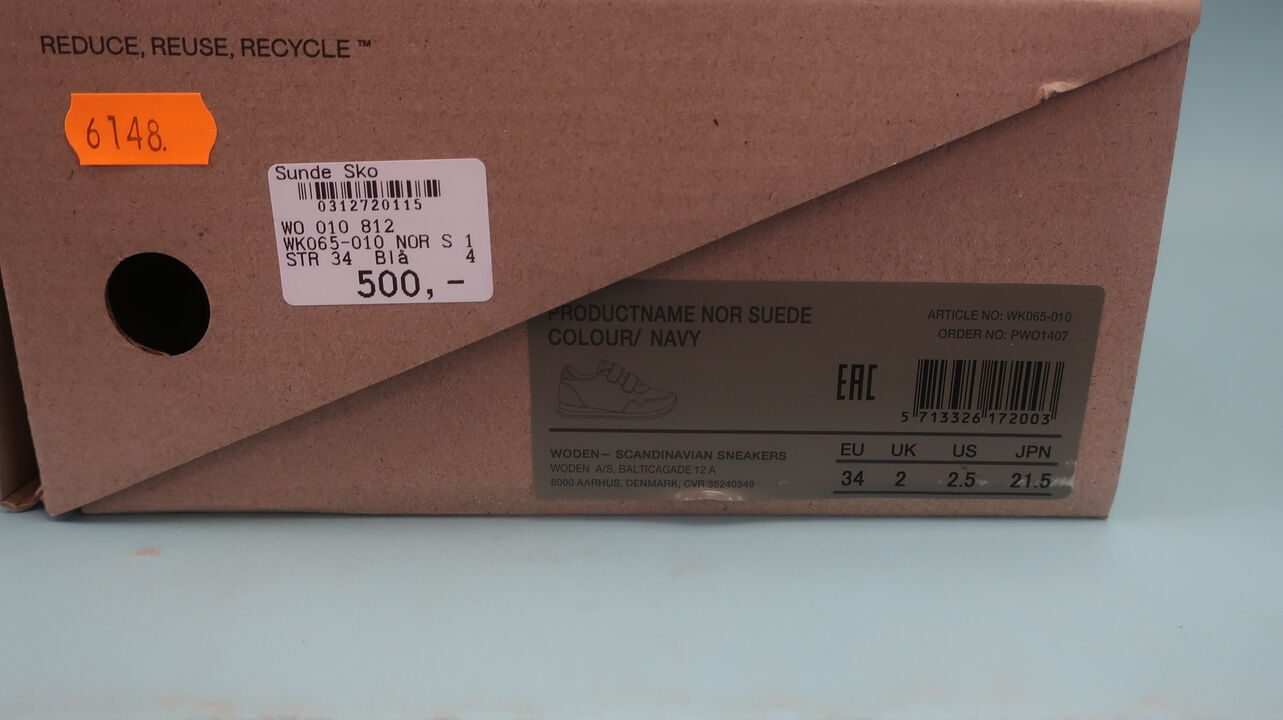 REDUCE, REUSE, RECYCLE ™
6148.
Sunde Sko
0312720115
WO 010 812
WK065-010 NOR S 1
STR 34 Blå 4
500,-
PRODUCTNAME NOR SUEDE
COLOUR/ NAVY
ARTICLE NO: WK065-010
ORDER NO: PWO1407
EAC
5 713326 172003
WODEN— SCANDINAVIAN SNEAKERS
WODEN A/S, BALTICAGADE 12 A
8000 AARHUS, DENMARK, CVR 35240349
EU UK US JPN
34 2 2.5 21.5